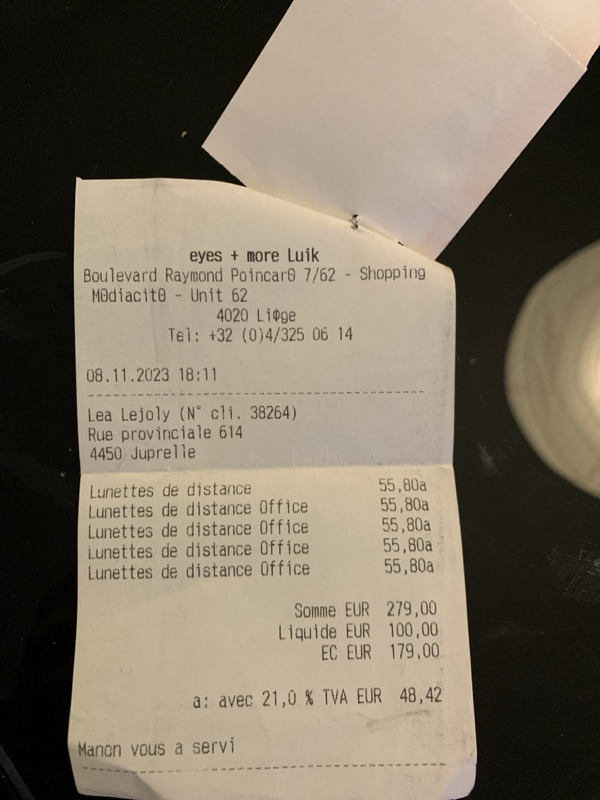 eyes + more Luik
Boulevard Raymond Poincar0 7/62 - Shopping
M0diacit0 - Unit 62
4020 LiΦge
Tel: +32 (0)4/325 06 14
08.11.2023 18:11
Lea Lejoly (N° cli. 38264)
Rue provinciale 614
4450 Juprelle
Lunettes de distance 55,80a
Lunettes de distance Office 55,80a
Lunettes de distance Office 55,80a
Lunettes de distance Office 55,80a
Lunettes de distance Office 55,80a
Somme EUR 279,00
Liquide EUR 100,00
EC EUR 179,00
a: avec 21,0 % TVA EUR 48,42
Manon vous a servi